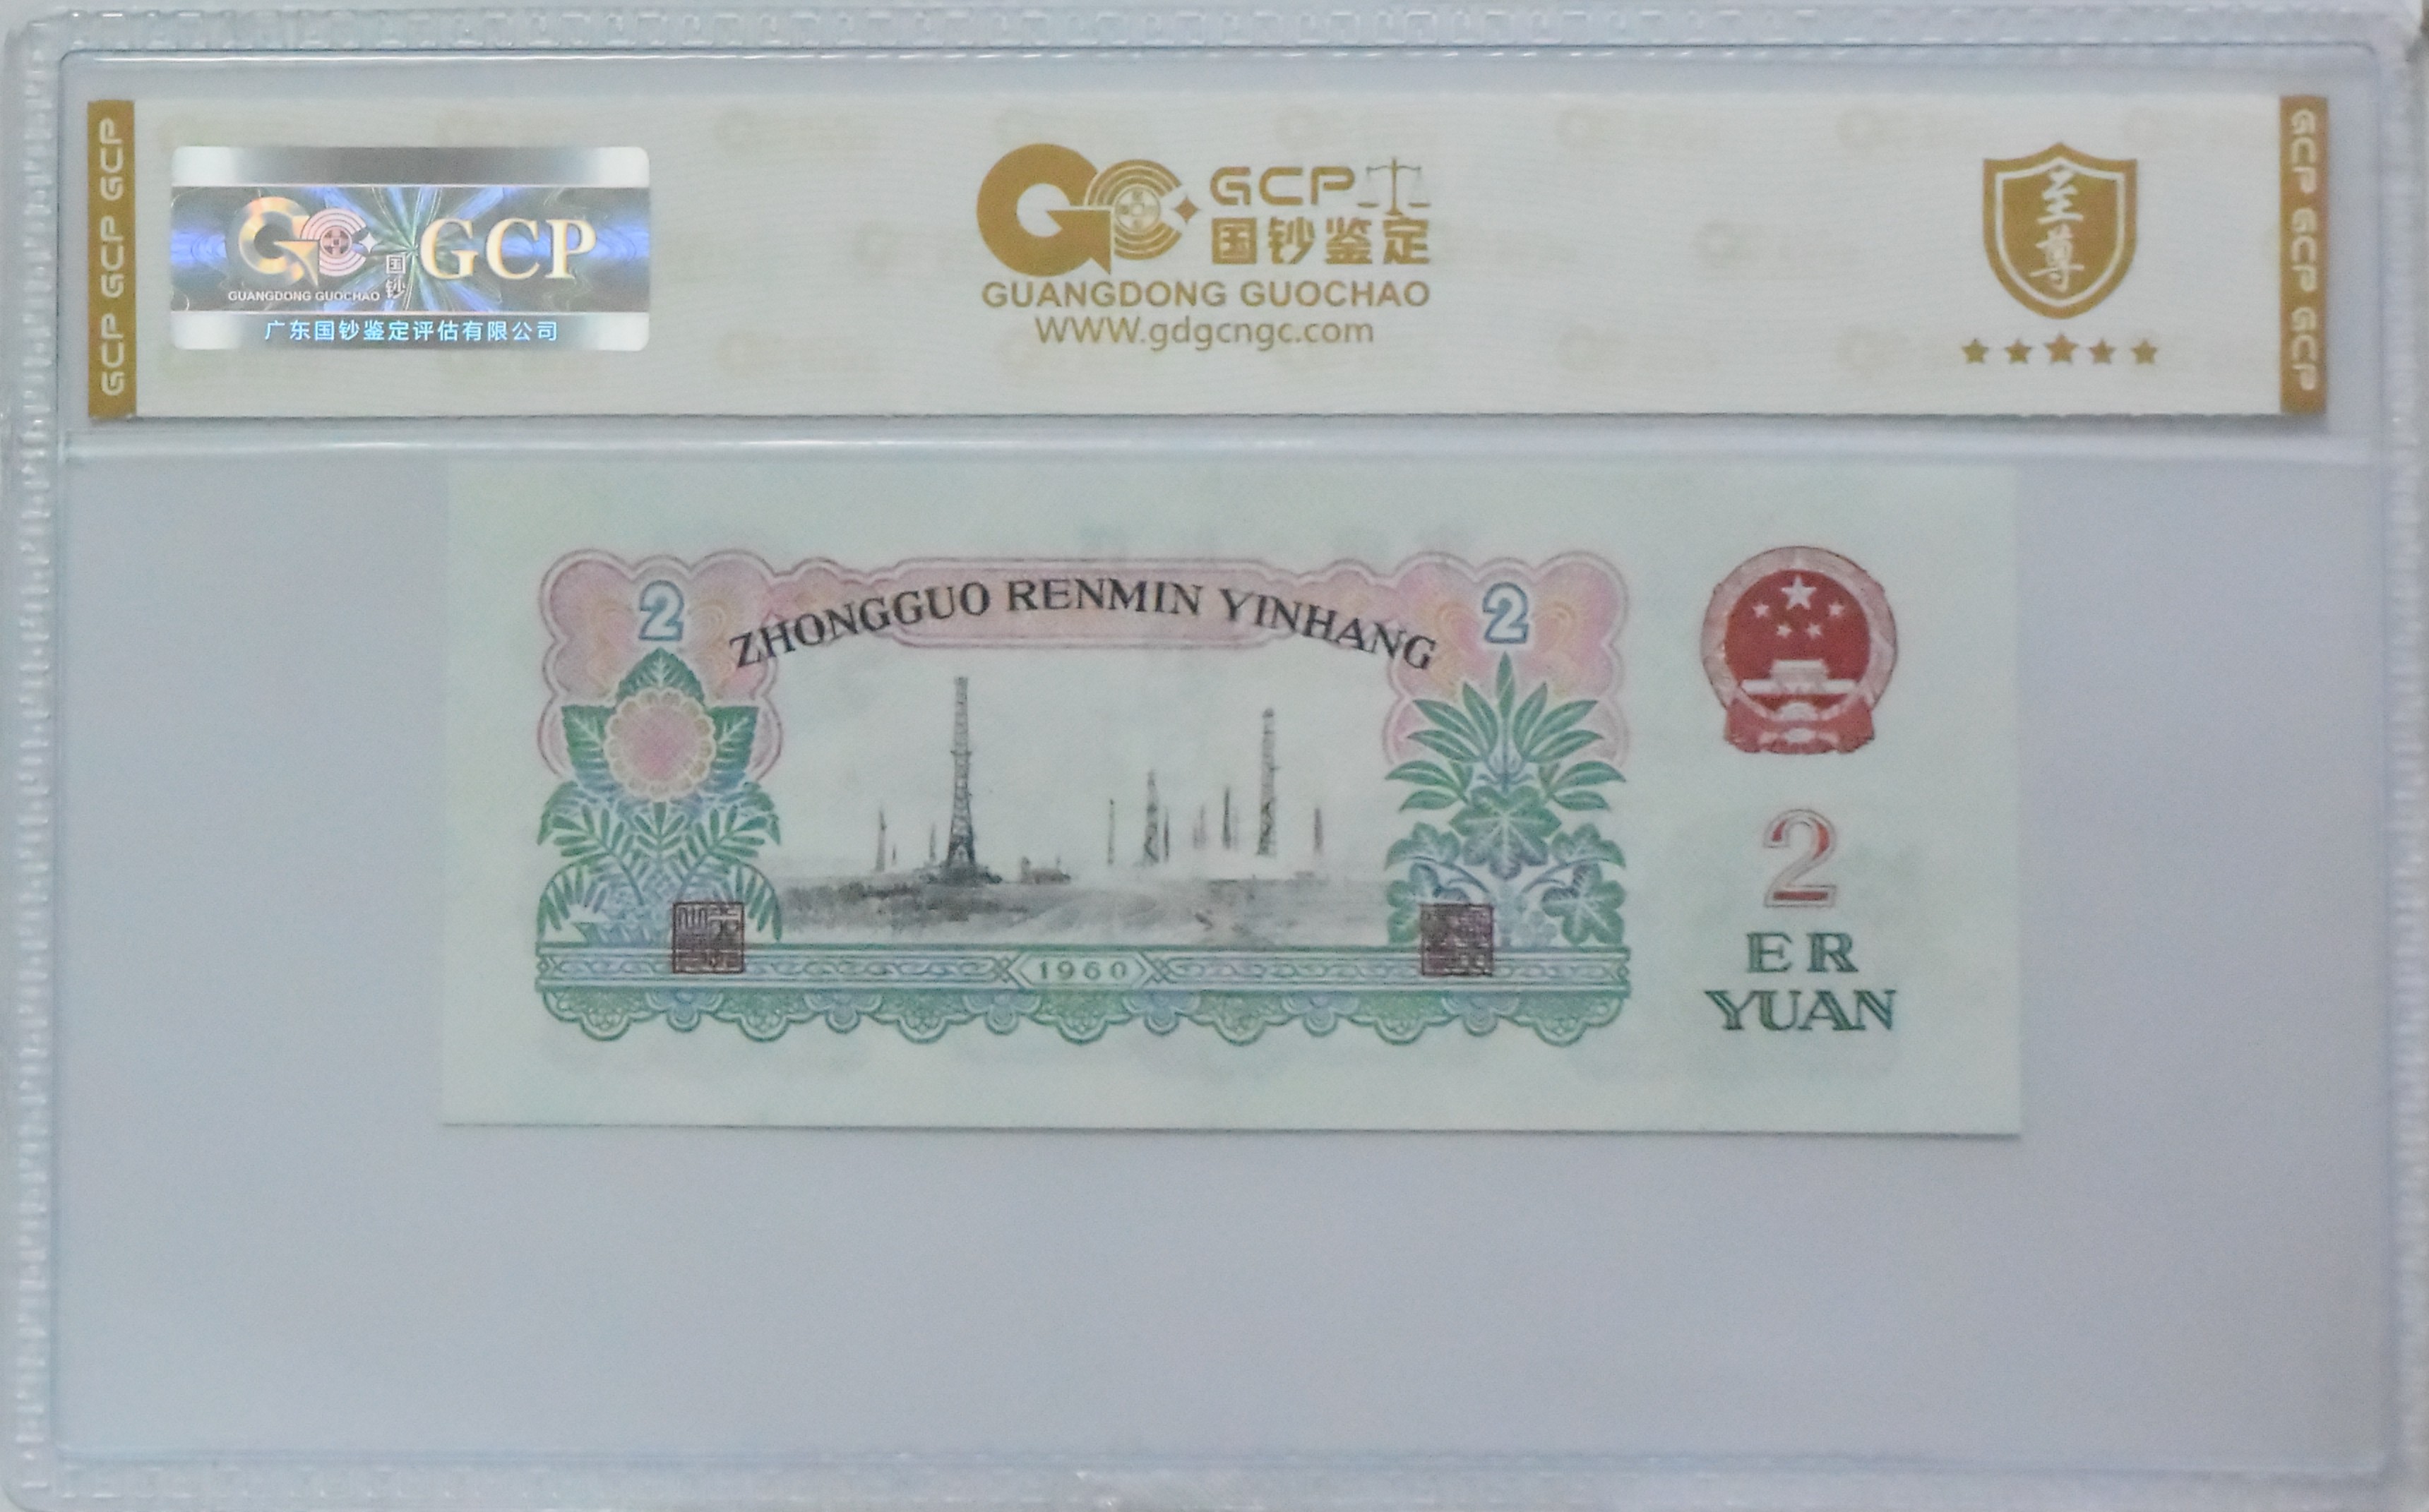 GCP GCP GCP
GC 国钞 GCP
GUANGDONG GUOCHAO
广东国钞鉴定评估有限公司
GC GCP
国钞鉴定
GUANGDONG GUOCHAO
WWW.gdgcngc.com
至尊
GCP GCP GCP
2
ZHONGGUO RENMIN YINHANG
2
1960
2
ER
YUAN